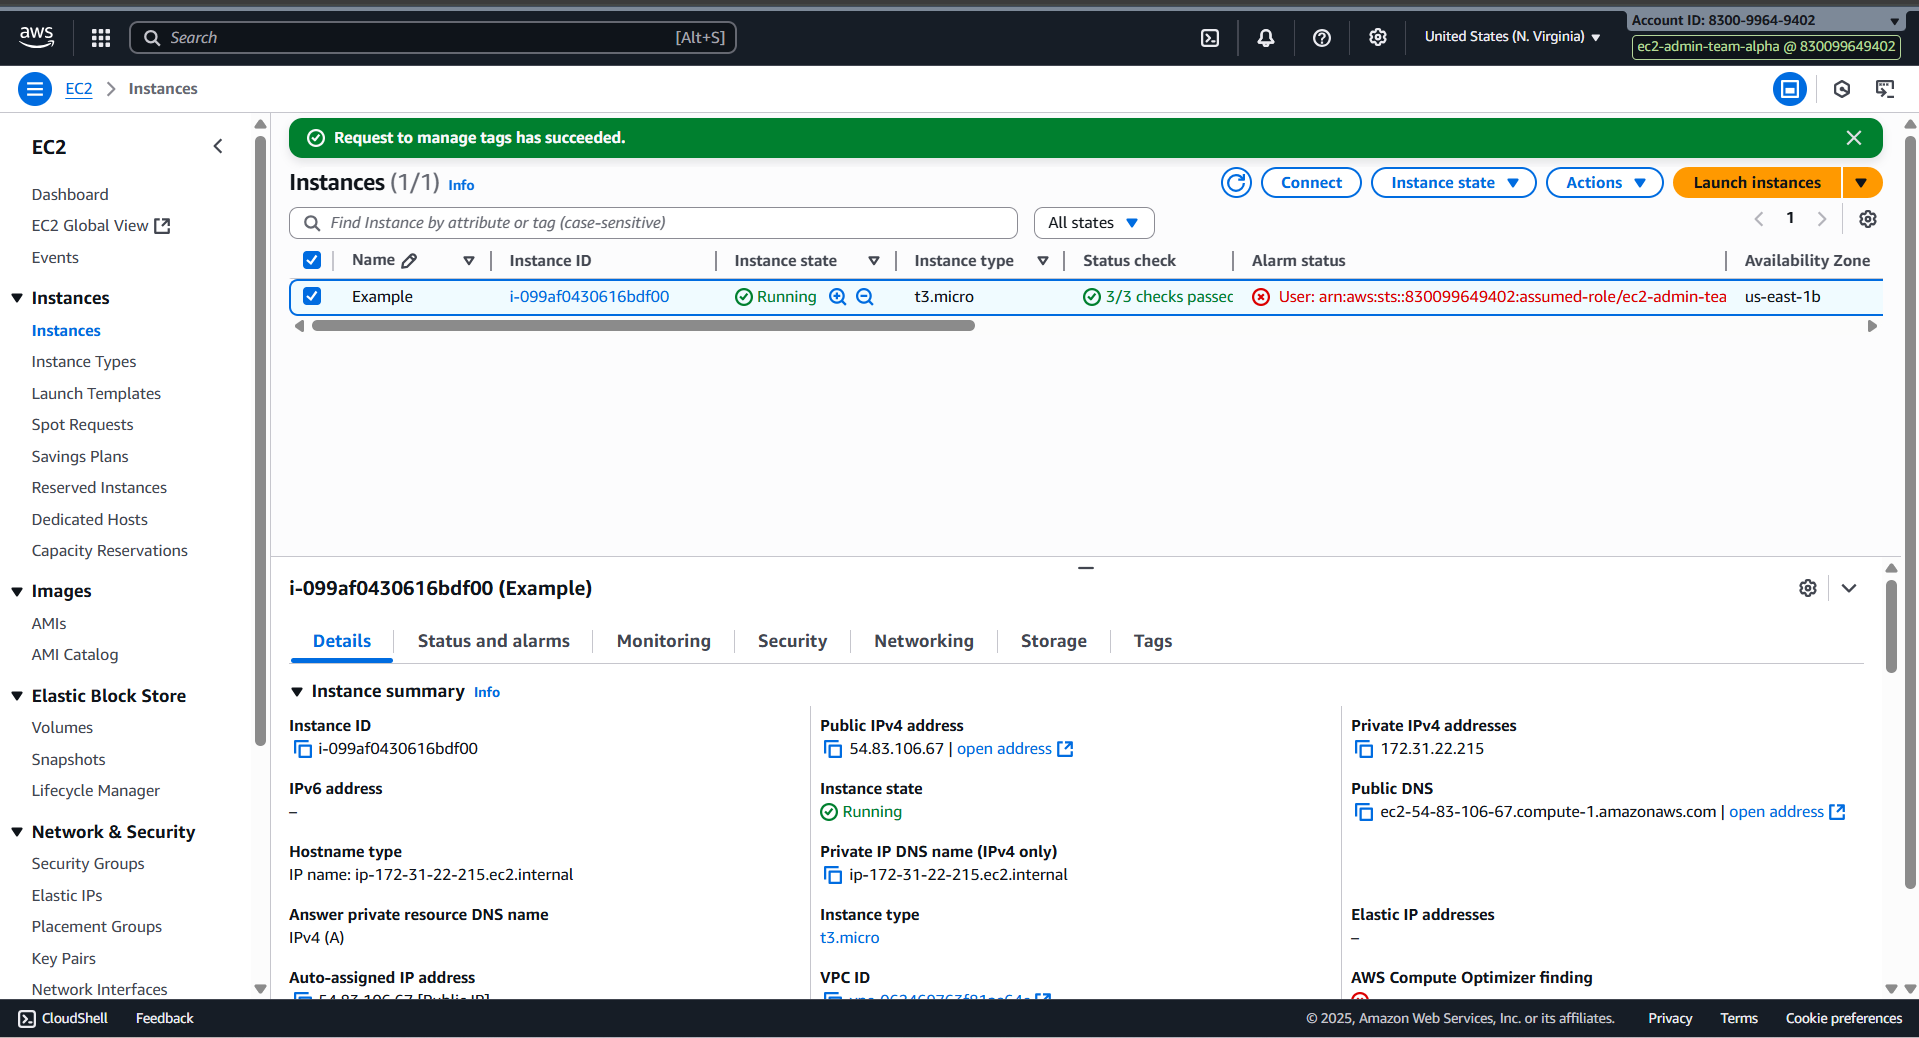 aws
Search [Alt+S]
United States (N. Virginia)
Account ID: 8300-9964-9402
ec2-admin-team-alpha @ 830099649402
EC2 Instances
EC2
Dashboard
EC2 Global View
Events
Instances
Instances
Instance Types
Launch Templates
Spot Requests
Savings Plans
Reserved Instances
Dedicated Hosts
Capacity Reservations
Images
AMIs
AMI Catalog
Elastic Block Store
Volumes
Snapshots
Lifecycle Manager
Network & Security
Security Groups
Elastic IPs
Placement Groups
Key Pairs
Network Interfaces
Request to manage tags has succeeded.
Instances (1/1) Info
Connect
Instance state
Actions
Launch instances
Find Instance by attribute or tag (case-sensitive)
All states
1
Name Instance ID Instance state Instance type Status check Alarm status Availability Zone
Example i-099af0430616bdf00 Running t3.micro 3/3 checks passed User: arn:aws:sts::830099649402:assumed-role/ec2-admin-tea us-east-1b
i-099af0430616bdf00 (Example)
Details Status and alarms Monitoring Security Networking Storage Tags
Instance summary Info
Instance ID
i-099af0430616bdf00
Public IPv4 address
54.83.106.67 | open address
Private IPv4 addresses
172.31.22.215
IPv6 address
–
Instance state
Running
Public DNS
ec2-54-83-106-67.compute-1.amazonaws.com | open address
Hostname type
IP name: ip-172-31-22-215.ec2.internal
Private IP DNS name (IPv4 only)
ip-172-31-22-215.ec2.internal
Answer private resource DNS name
IPv4 (A)
Instance type
t3.micro
Elastic IP addresses
–
Auto-assigned IP address
54.83.106.67 [Public IP]
VPC ID
AWS Compute Optimizer finding
CloudShell Feedback
© 2025, Amazon Web Services, Inc. or its affiliates. Privacy Terms Cookie preferences